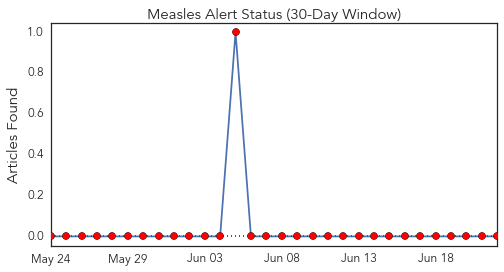 Measles Alert Status (30-Day Window)
Articles Found
1.0
0.8
0.6
0.4
0.2
0.0
May 24 May 29 Jun 03 Jun 08 Jun 13 Jun 18